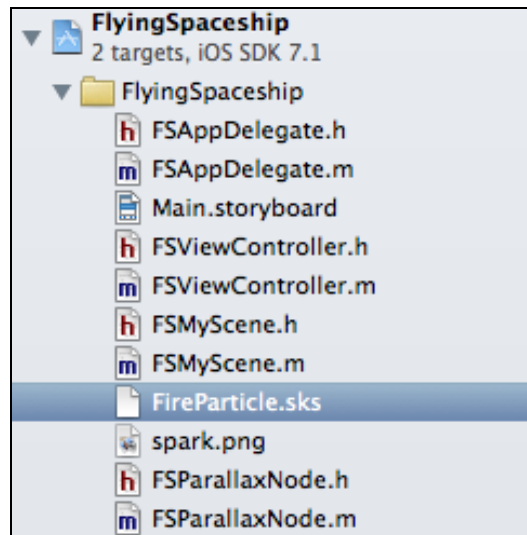 FlyingSpaceship
2 targets, iOS SDK 7.1
FlyingSpaceship
h FSAppDelegate.h
m FSAppDelegate.m
Main.storyboard
h FSViewController.h
m FSViewController.m
h FSMyScene.h
m FSMyScene.m
FireParticle.sks
spark.png
h FSParallaxNode.h
m FSParallaxNode.m